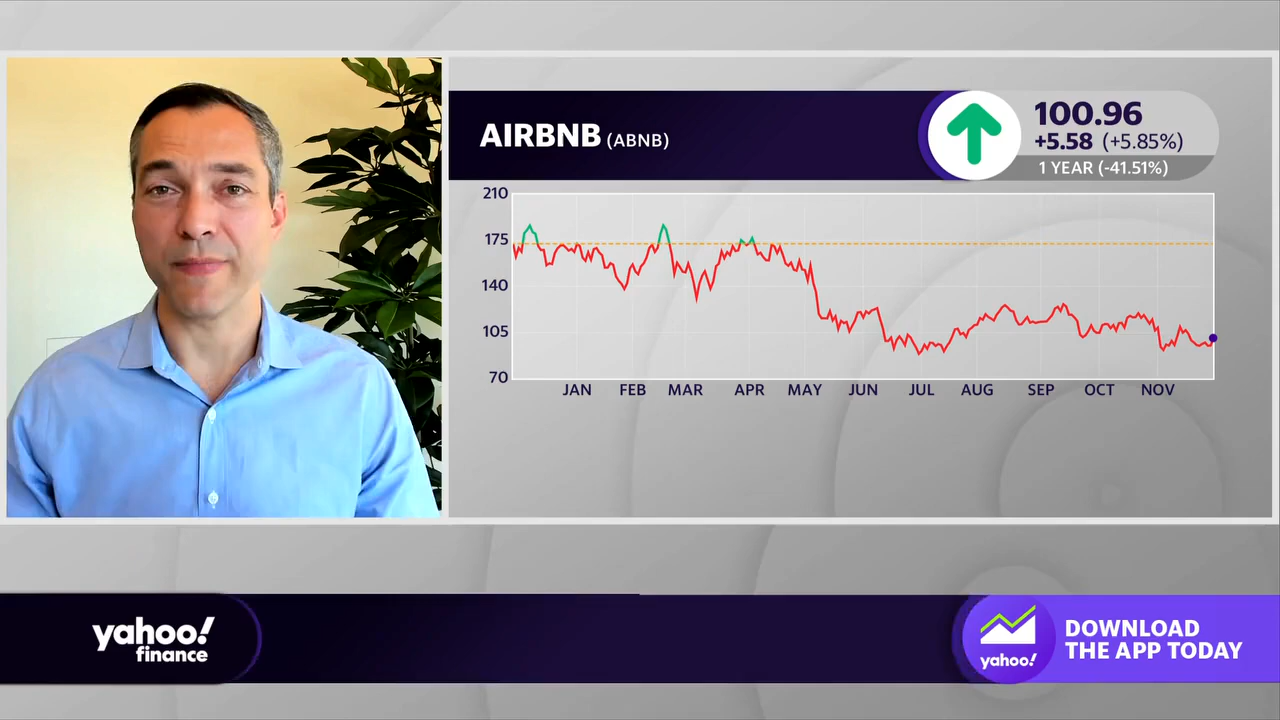 AIRBNB (ABNB)
100.96
+5.58 (+5.85%)
1 YEAR (-41.51%)
210
175
140
105
70
JAN FEB MAR APR MAY JUN JUL AUG SEP OCT NOV
yahoo!
finance
yahoo!
DOWNLOAD
THE APP TODAY